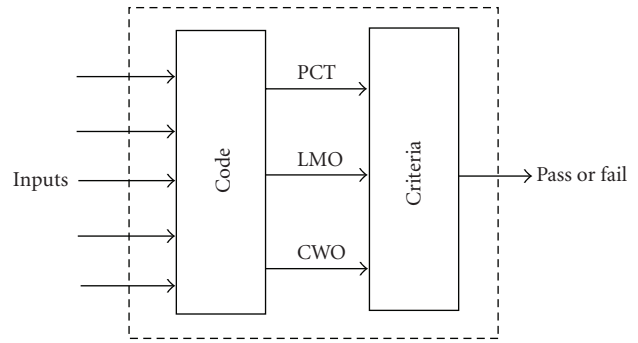 PCT
LMO
Inputs
Code
Criteria
Pass or fail
CWO